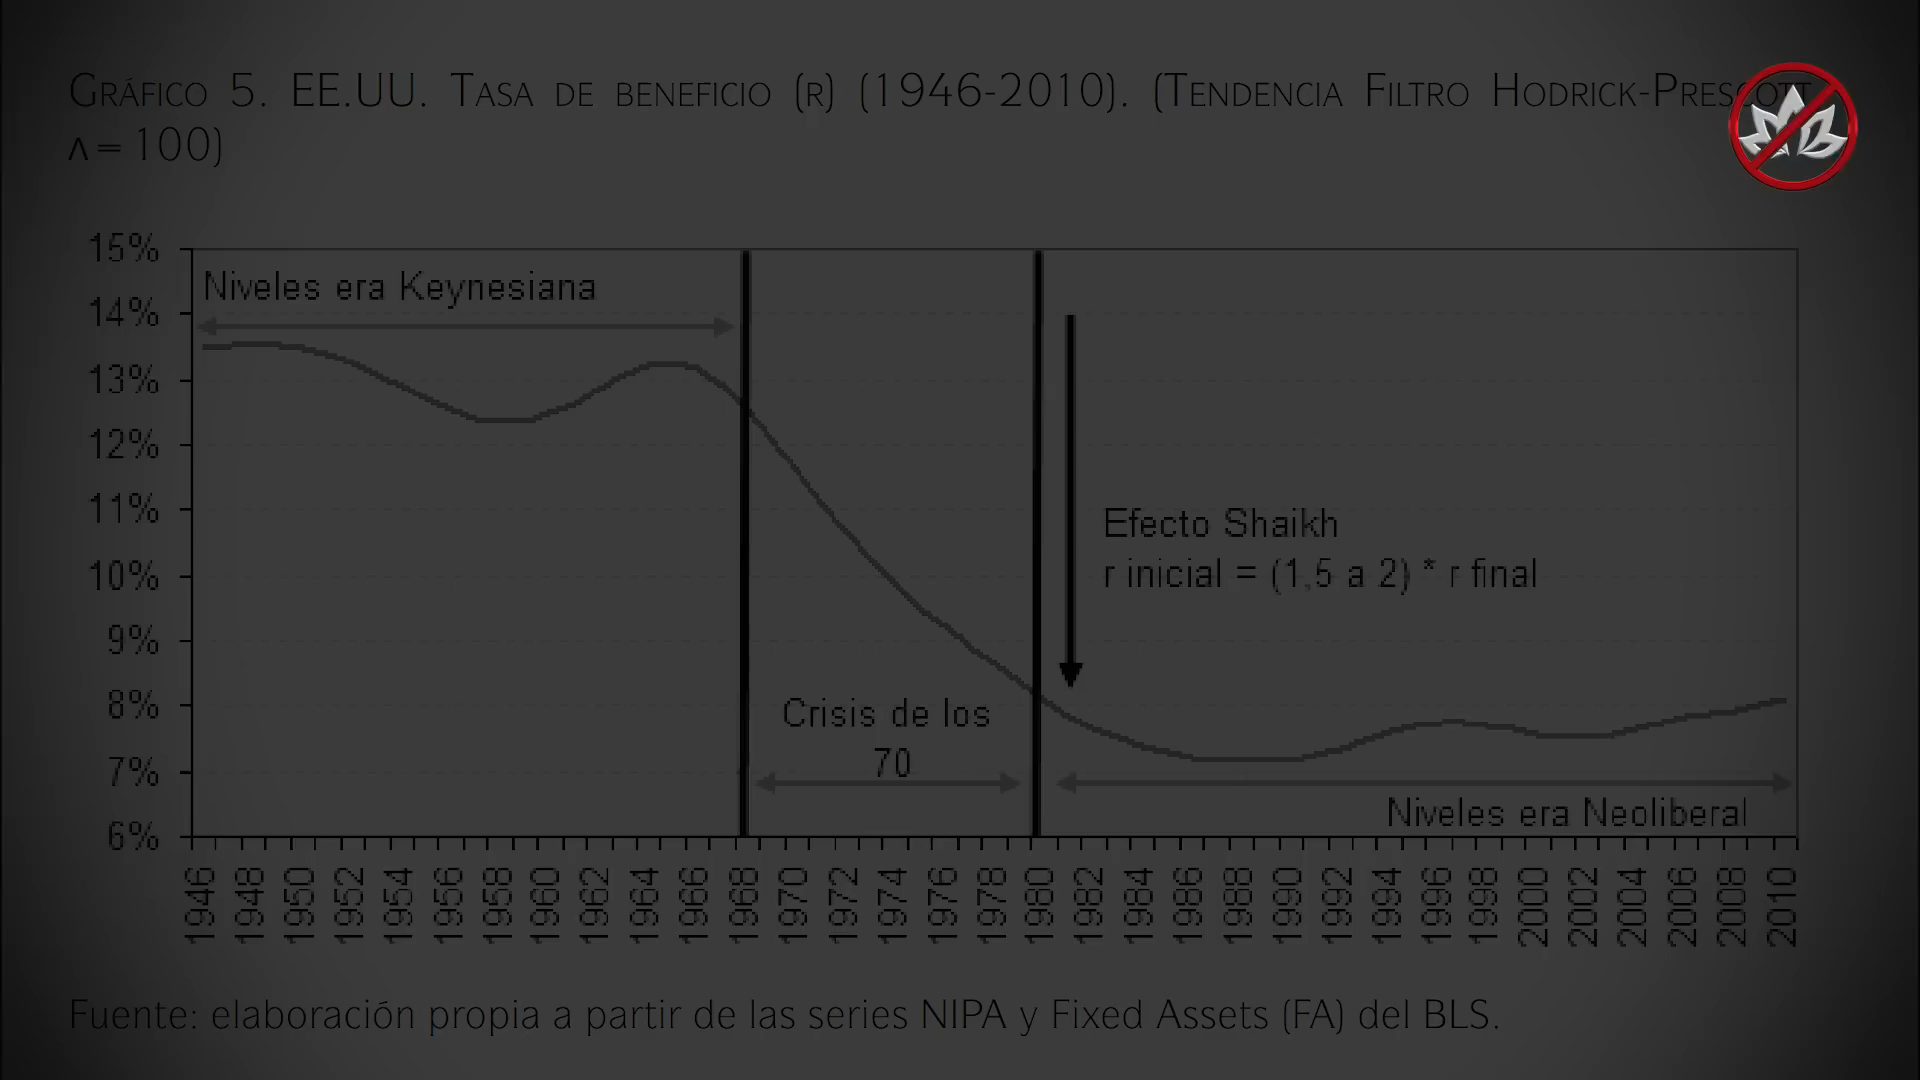 GRÁFICO 5. EE.UU. TASA DE BENEFICIO (R) (1946-2010). (TENDENCIA FILTRO HODRICK-PRESCOTT
Λ=100)
15%
Niveles era Keynesiana
14%
13%
12%
11%
Efecto Shaikh
10%
r inicial = (1,5 a 2) * r final
9%
8%
Crisis de los
70
7%
Niveles era Neoliberal
6%
1946 1948 1950 1952 1954 1956 1958 1960 1962 1964 1966 1968 1970 1972 1974 1976 1978 1980 1982 1984 1986 1988 1990 1992 1994 1996 1998 2000 2002 2004 2006 2008 2010
Fuente: elaboración propia a partir de las series NIPA y Fixed Assets (FA) del BLS.